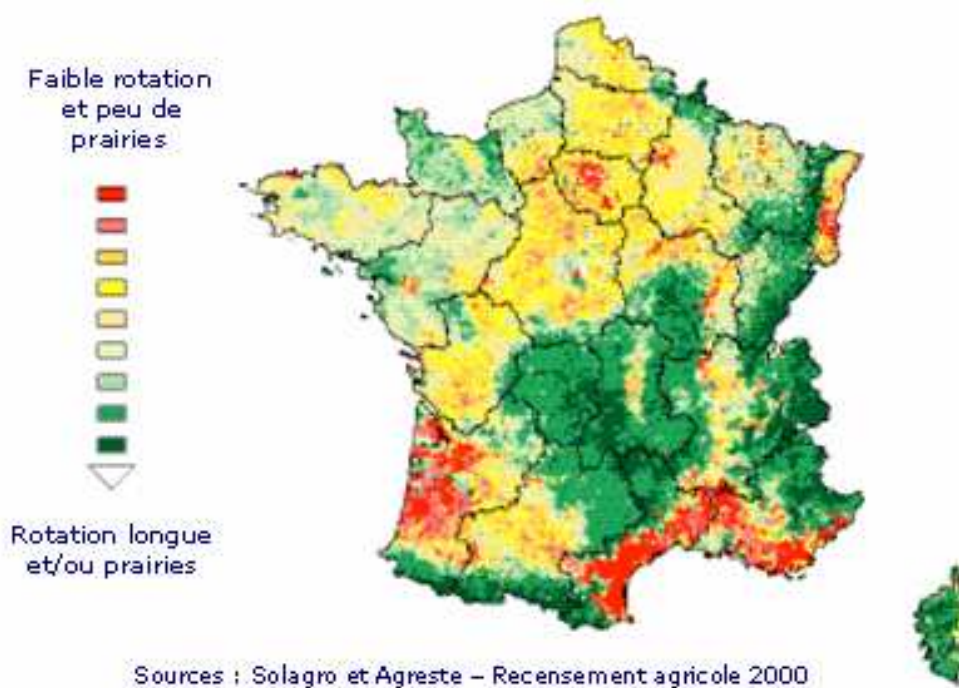 Faible rotation
et peu de
prairies
Rotation longue
et/ou prairies
Sources : Solagro et Agreste – Recensement agricole 2000